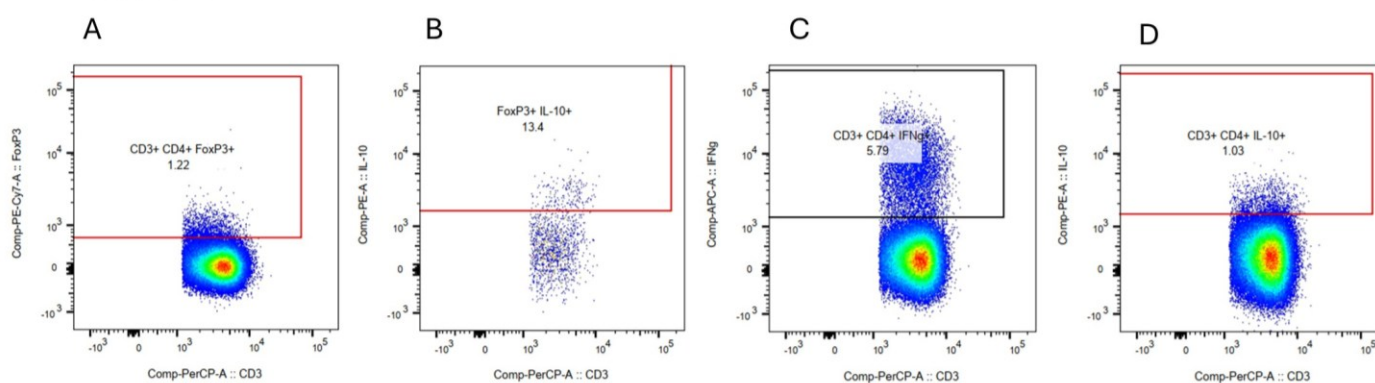 A
Comp-PE-Cy7-A :: FoxP3
10^5
10^4
10^3
0
-10^3
CD3+ CD4+ FoxP3+
1.22
-10^3 0 10^3 10^4 10^5
Comp-PerCP-A :: CD3
B
Comp-PE-A :: IL-10
10^5
10^4
10^3
0
-10^3
FoxP3+ IL-10+
13.4
-10^3 0 10^3 10^4 10^5
Comp-PerCP-A :: CD3
C
Comp-APC-A :: IFNg
10^5
10^4
10^3
0
-10^3
CD3+ CD4+ IFNg+
5.79
-10^3 0 10^3 10^4 10^5
Comp-PerCP-A :: CD3
D
Comp-PE-A :: IL-10
10^5
10^4
10^3
0
-10^3
CD3+ CD4+ IL-10+
1.03
-10^3 0 10^3 10^4 10^5
Comp-PerCP-A :: CD3